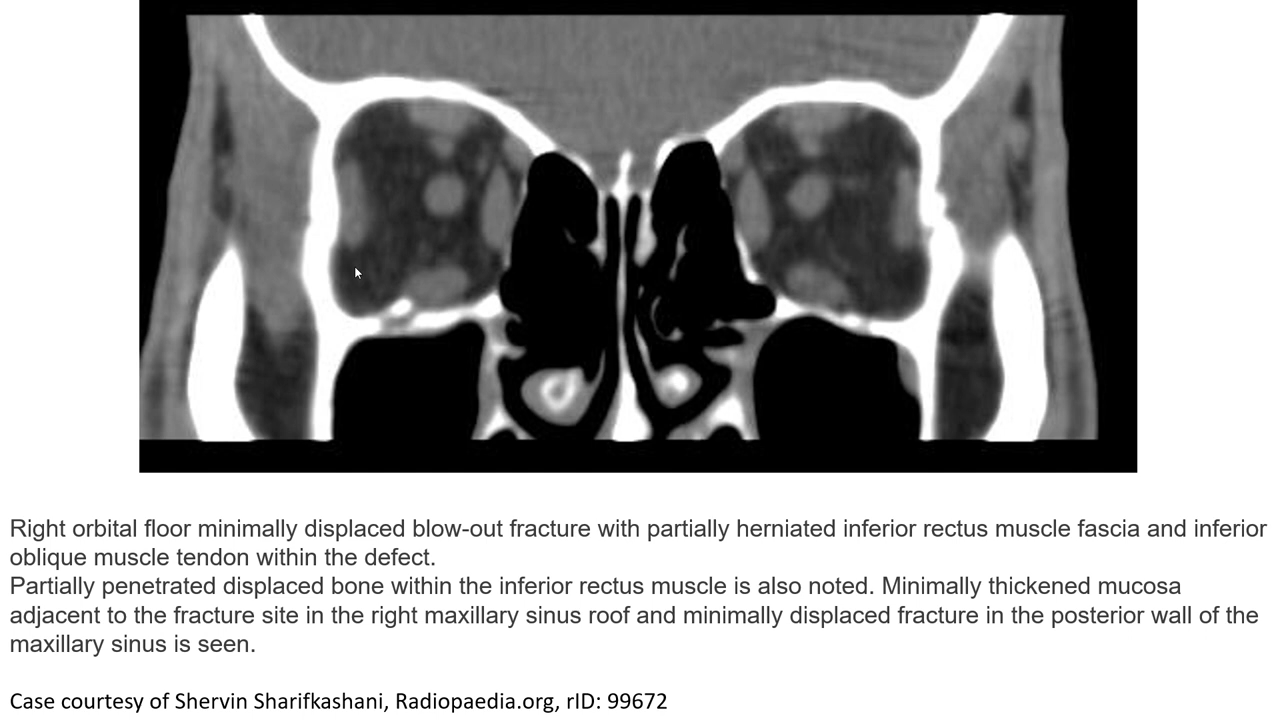 Right orbital floor minimally displaced blow-out fracture with partially herniated inferior rectus muscle fascia and inferior
oblique muscle tendon within the defect.
Partially penetrated displaced bone within the inferior rectus muscle is also noted. Minimally thickened mucosa
adjacent to the fracture site in the right maxillary sinus roof and minimally displaced fracture in the posterior wall of the
maxillary sinus is seen.
Case courtesy of Shervin Sharifkashani, Radiopaedia.org, rID: 99672